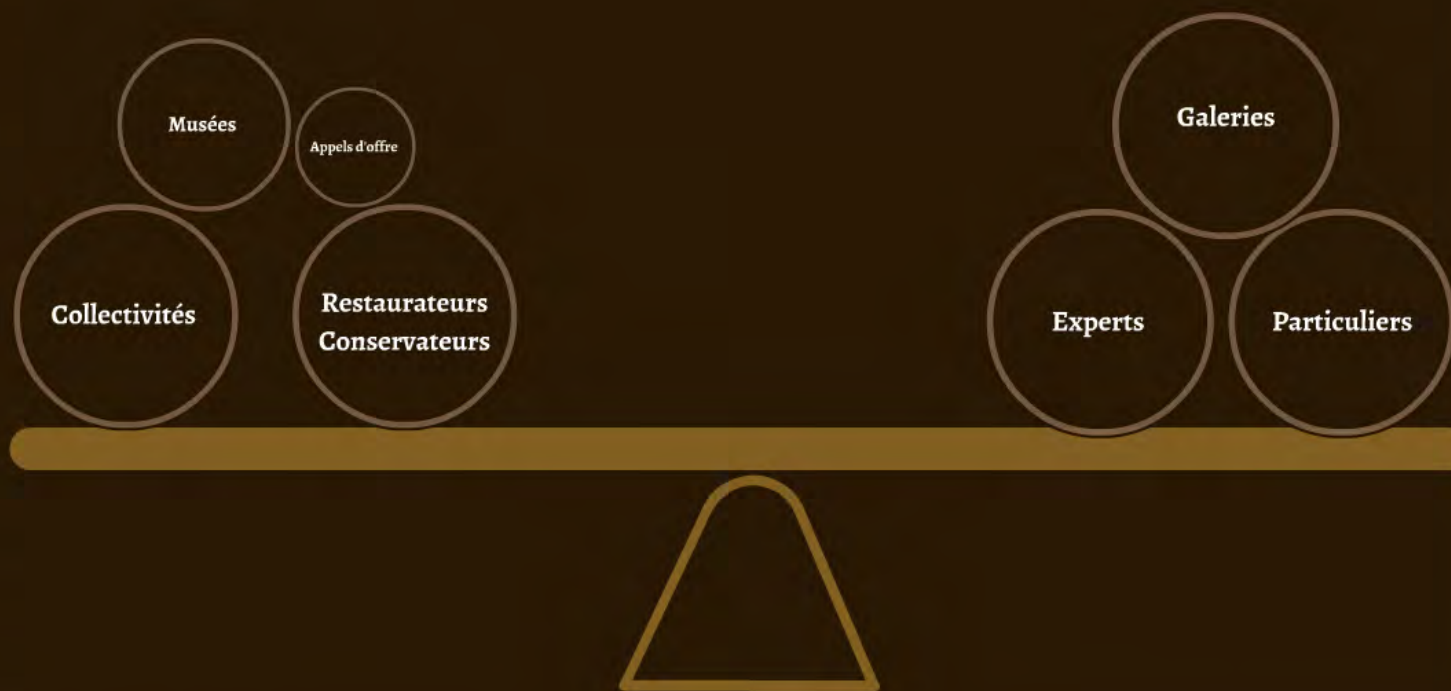 Musées
Appels d'offre
Collectivités
Restaurateurs
Conservateurs
Galeries
Experts
Particuliers